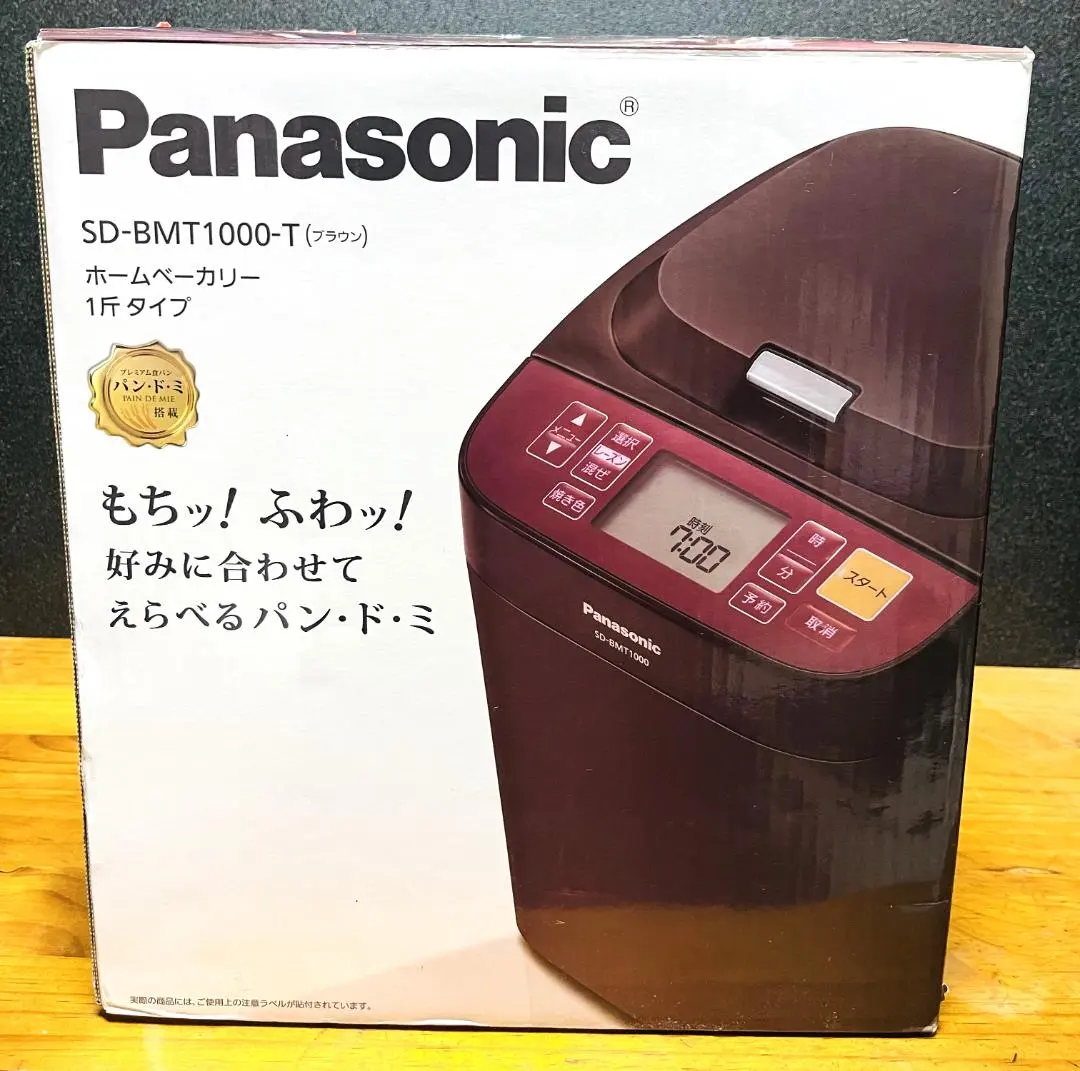 Panasonic®
SD-BMT1000-T(ブラウン)
ホームベーカリー
1斤 タイプ
プレミアム食パン
パン・ド・ミ
PAIN DE MIE
搭載
もちッ! ふわッ!
好みに合わせて
えらべるパン・ド・ミ
▲
メニュー
▼
選択
レーズン
混ぜ
焼き色
時刻
7:00
時
分
予約
スタート
取消
Panasonic
SD-BMT1000
実際の商品には、ご使用上の注意ラベルが貼付されています。